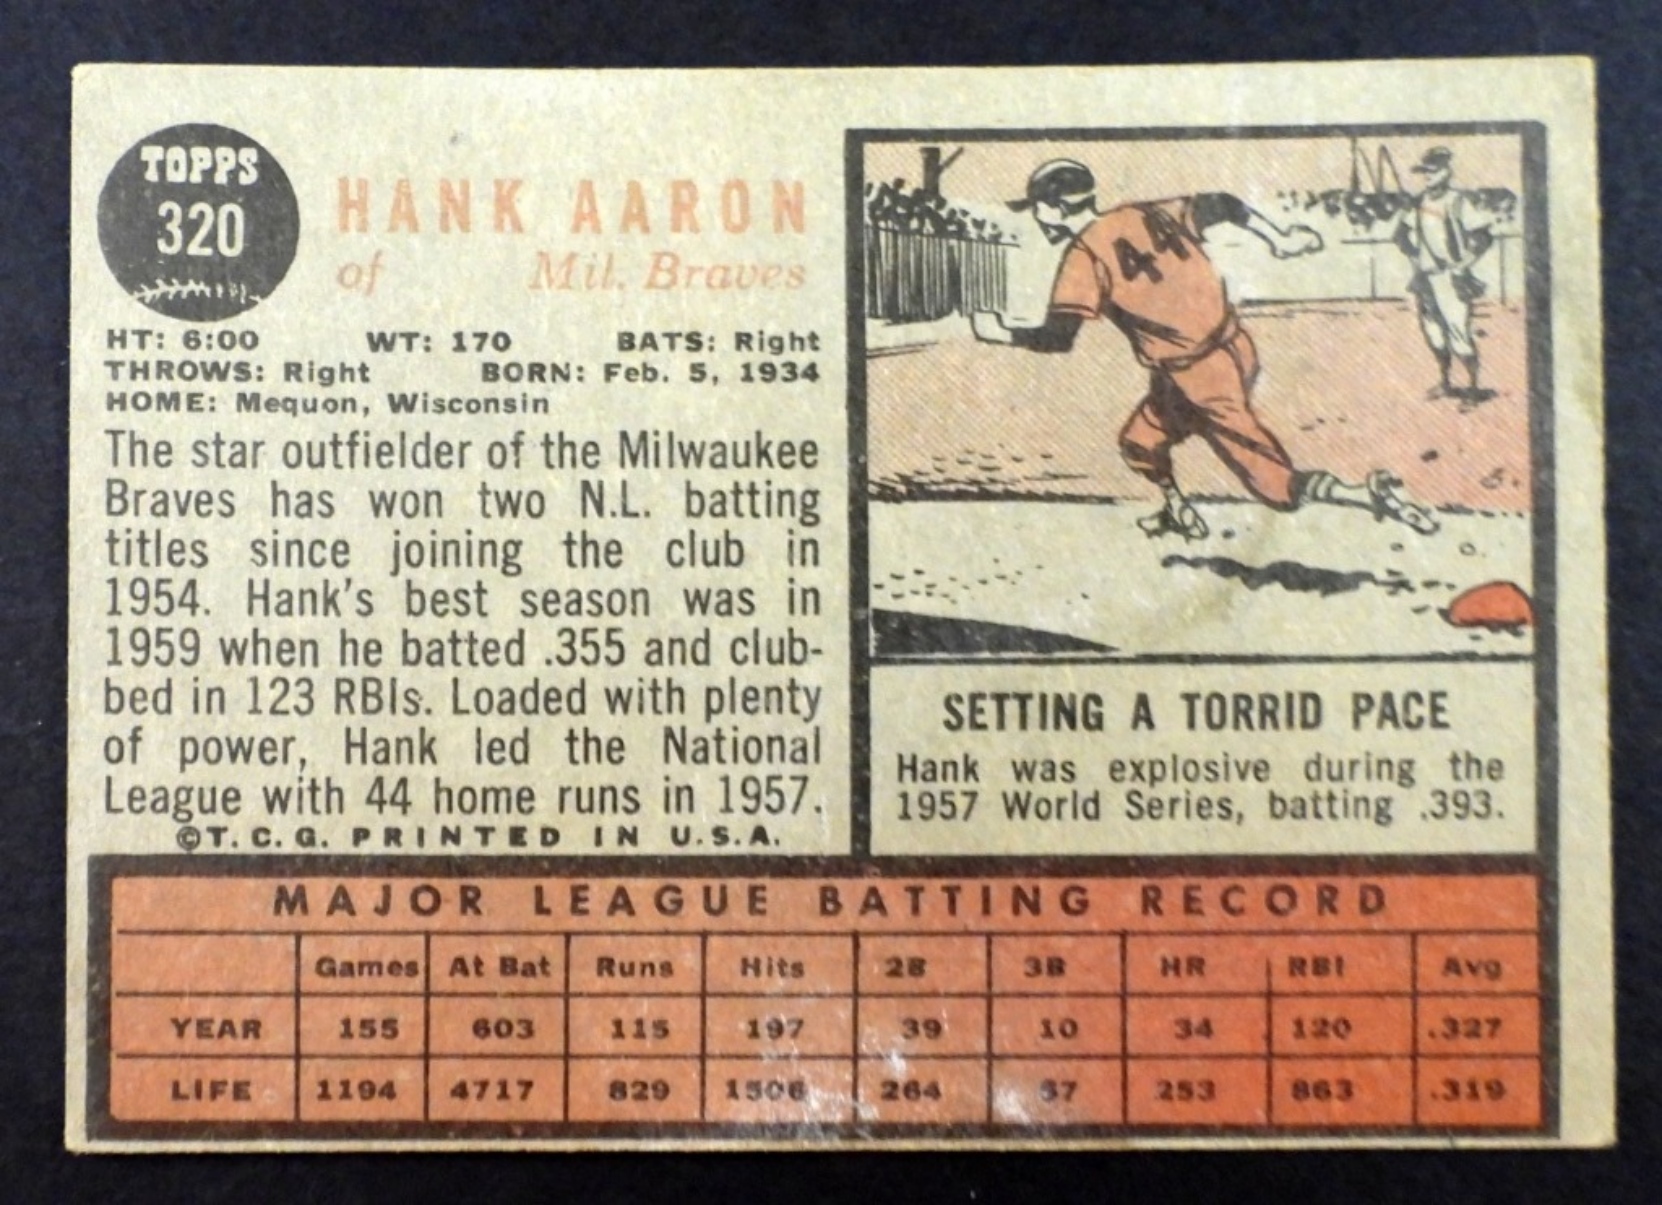 TOPPS
320
HANK AARON
of Mil. Braves
HT: 6:00 WT: 170 BATS: Right
THROWS: Right BORN: Feb. 5, 1934
HOME: Mequon, Wisconsin
The star outfielder of the Milwaukee
Braves has won two N.L. batting
titles since joining the club in
1954. Hank's best season was in
1959 when he batted .355 and club-
bed in 123 RBIs. Loaded with plenty
of power, Hank led the National
League with 44 home runs in 1957.
©T.C.G. PRINTED IN U.S.A.
44
SETTING A TORRID PACE
Hank was explosive during the
1957 World Series, batting .393.
MAJOR LEAGUE BATTING RECORD
Games At Bat Runs Hits 2B 3B HR RBI Avg
YEAR 155 603 115 197 39 10 34 120 .327
LIFE 1194 4717 829 1506 264 67 253 863 .319